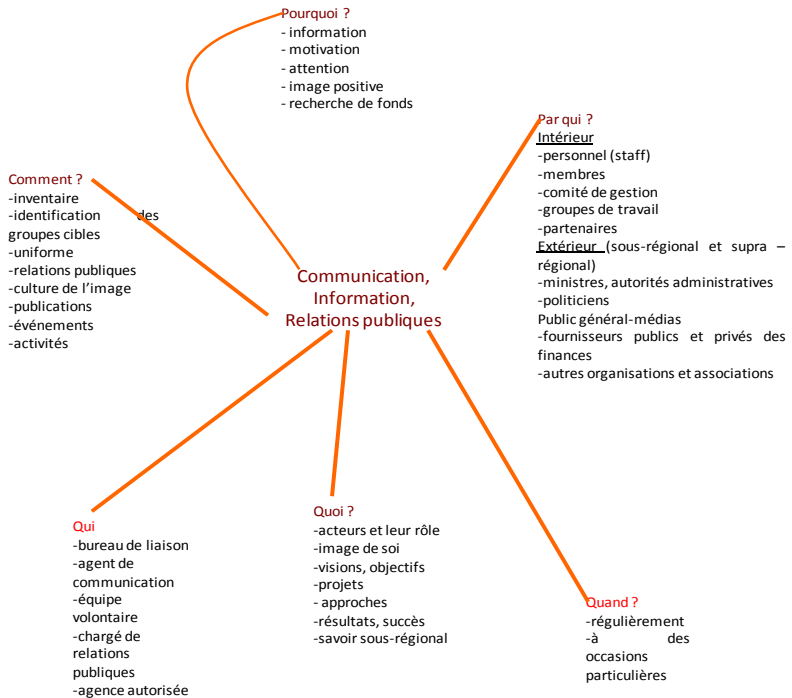 Pourquoi ?
- information
- motivation
- attention
- image positive
- recherche de fonds
Par qui ?
Intérieur
-personnel (staff)
-membres
-comité de gestion
-groupes de travail
-partenaires
Extérieur (sous-régional et supra –
régional)
-ministres, autorités administratives
-politiciens
Public général-médias
-fournisseurs publics et privés des
finances
-autres organisations et associations
Comment ?
-inventaire
-identification des
groupes cibles
-uniforme
-relations publiques
-culture de l'image
-publications
-événements
-activités
Communication,
Information,
Relations publiques
Qui
-bureau de liaison
-agent de
communication
-équipe
volontaire
-chargé de
relations
publiques
-agence autorisée
Quoi ?
-acteurs et leur rôle
-image de soi
-visions, objectifs
-projets
- approches
-résultats, succès
-savoir sous-régional
Quand ?
-régulièrement
-à des
occasions
particulières